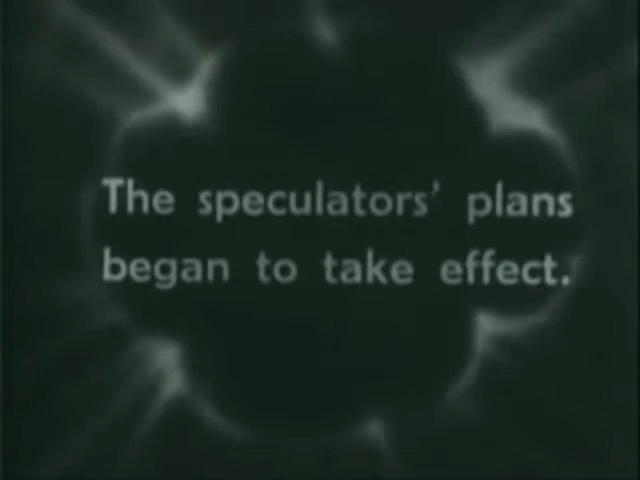 The speculators' plans
began to take effect.